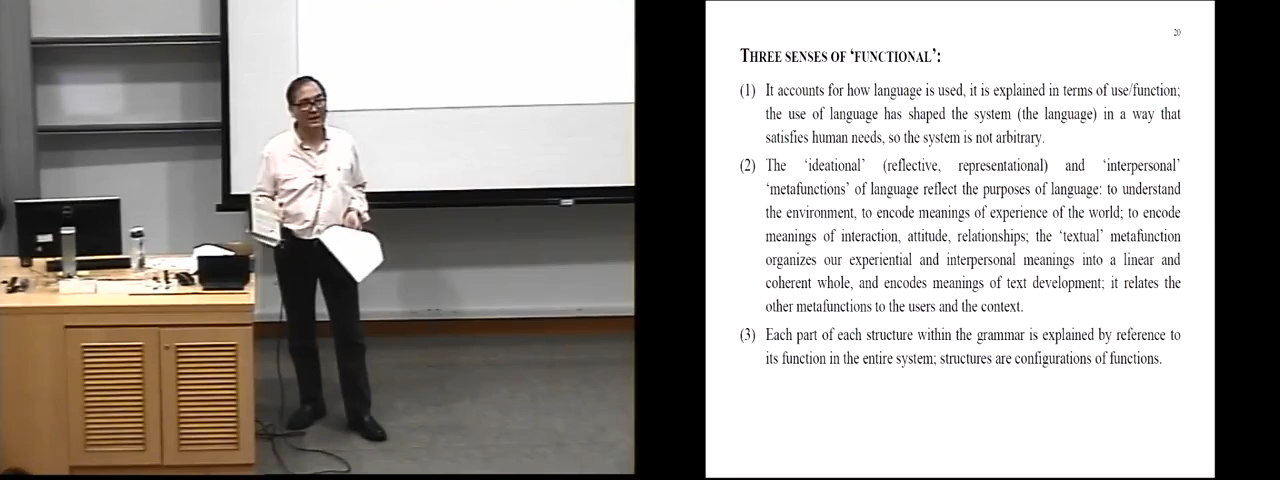 20
THREE SENSES OF ‘FUNCTIONAL’:
(1) It accounts for how language is used, it is explained in terms of use/function;
the use of language has shaped the system (the language) in a way that
satisfies human needs, so the system is not arbitrary.
(2) The ‘ideational’ (reflective, representational) and ‘interpersonal’
‘metafunctions’ of language reflect the purposes of language: to understand
the environment, to encode meanings of experience of the world; to encode
meanings of interaction, attitude, relationships; the ‘textual’ metafunction
organizes our experiential and interpersonal meanings into a linear and
coherent whole, and encodes meanings of text development; it relates the
other metafunctions to the users and the context.
(3) Each part of each structure within the grammar is explained by reference to
its function in the entire system; structures are configurations of functions.